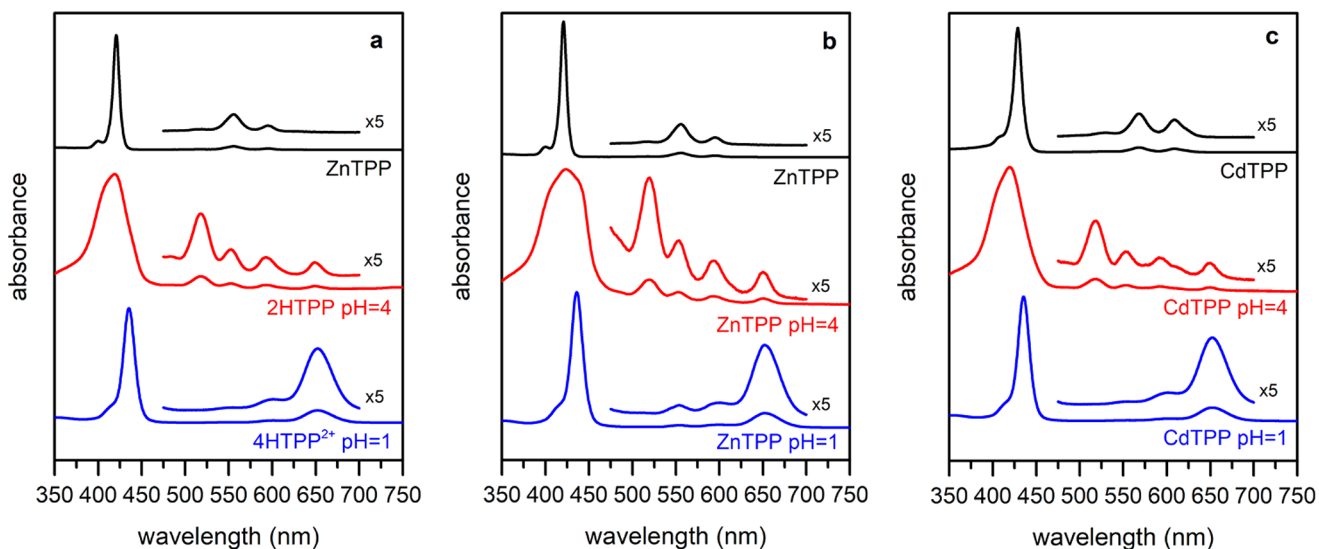 a
x5
ZnTPP
x5
2HTPP pH=4
x5
4HTPP²⁺ pH=1
350 400 450 500 550 600 650 700 750
wavelength (nm)
absorbance
b
x5
ZnTPP
x5
ZnTPP pH=4
x5
ZnTPP pH=1
350 400 450 500 550 600 650 700 750
wavelength (nm)
absorbance
c
x5
CdTPP
x5
CdTPP pH=4
x5
CdTPP pH=1
350 400 450 500 550 600 650 700 750
wavelength (nm)
absorbance